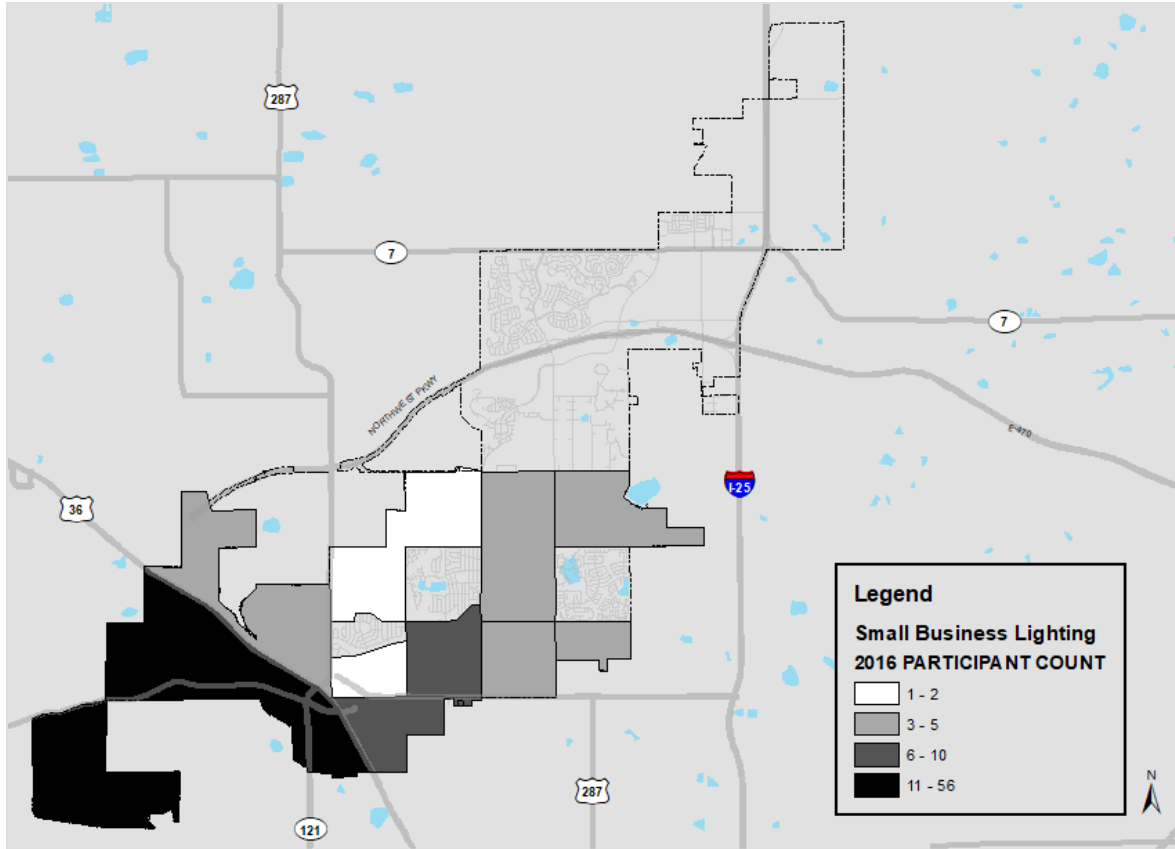 287
7
7
NORTHWEST PKWY
E-470
36
I-25
Legend
Small Business Lighting
2016 PARTICIPANT COUNT
1 - 2
3 - 5
6 - 10
11 - 56
N
287
121